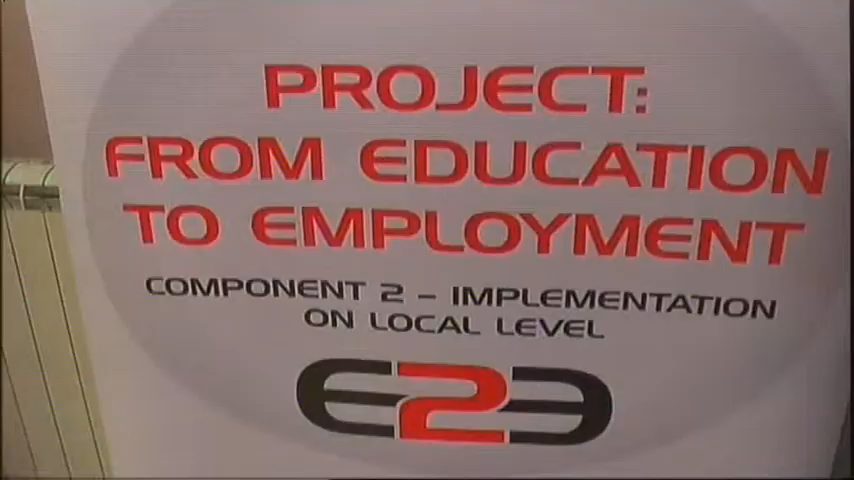 PROJECT:
FROM EDUCATION
TO EMPLOYMENT
COMPONENT 2 - IMPLEMENTATION
ON LOCAL LEVEL
E2E